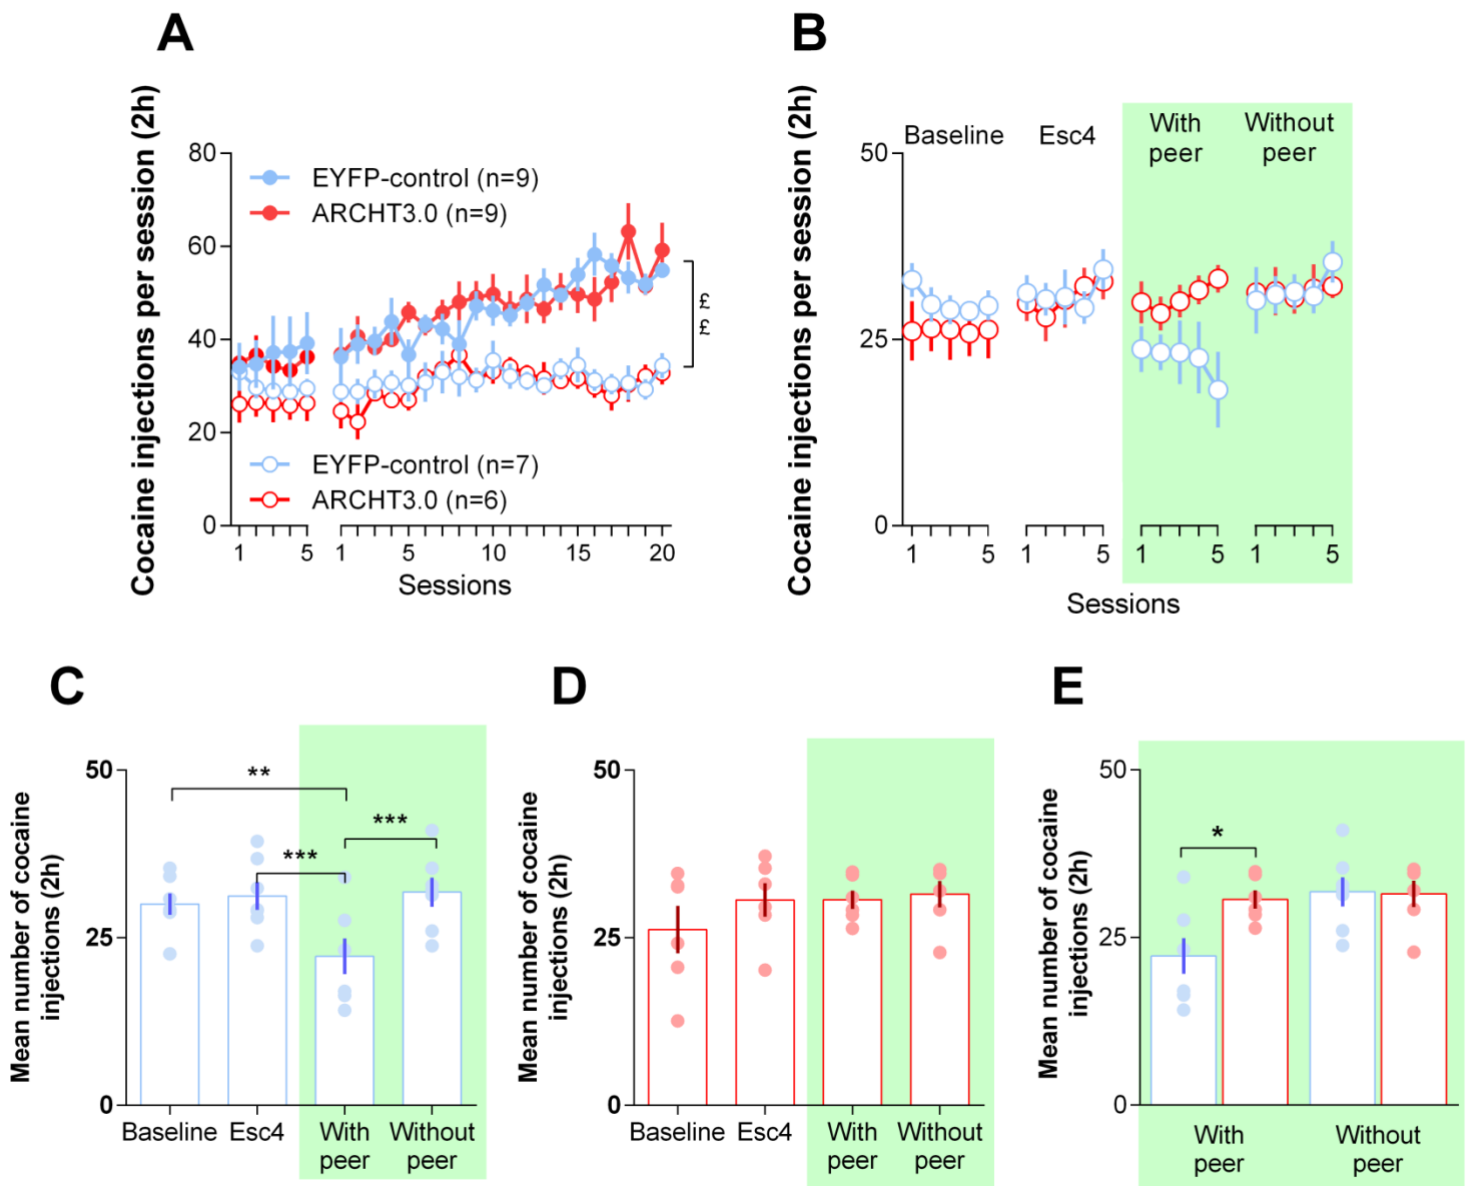 A
Cocaine injections per session (2h)
80
60
40
20
0
EYFP-control (n=9)
ARCHT3.0 (n=9)
££
EYFP-control (n=7)
ARCHT3.0 (n=6)
1 5 1 5 10 15 20
Sessions
B
Cocaine injections per session (2h)
Baseline Esc4 With peer Without peer
50
25
0
1 5 1 5 1 5 1 5
Sessions
C
Mean number of cocaine
injections (2h)
50
25
0
**
***
***
Baseline Esc4 With peer Without peer
D
Mean number of cocaine
injections (2h)
50
25
0
Baseline Esc4 With peer Without peer
E
Mean number of cocaine
injections (2h)
50
25
0
*
With peer Without peer